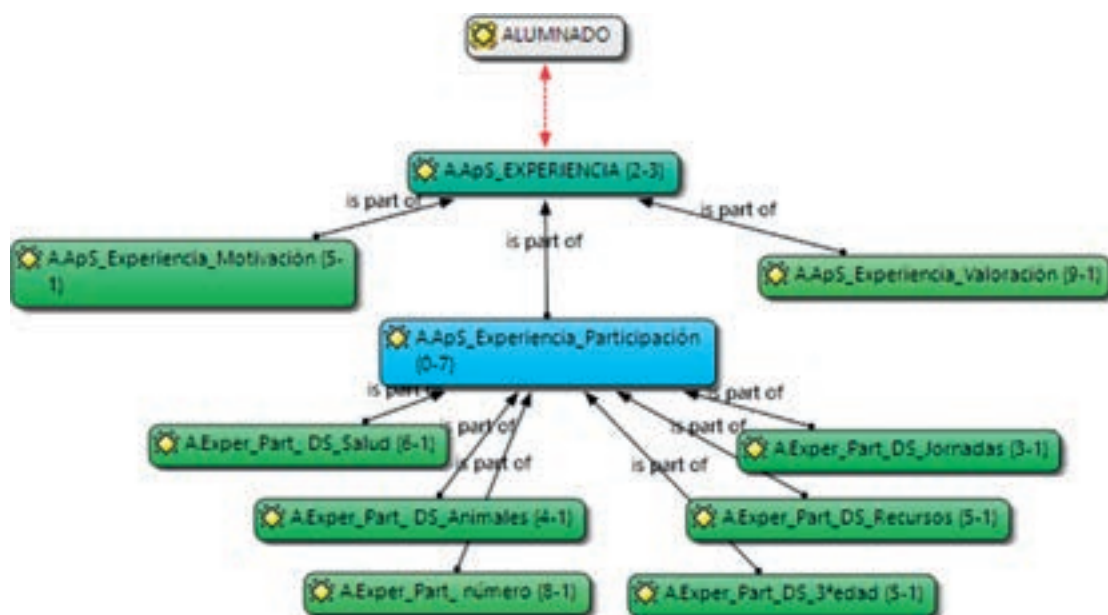 ALUMNADO
A.ApS_EXPERIENCIA (2-3)
is part of
is part of
is part of
A.ApS_Experiencia_Motivación (5-
1)
A.ApS_Experiencia_Valoración (9-1)
A.ApS_Experiencia_Participación
(0-7)
is part of
is part of
is part of
is part of
is part of
is part of
A.Exper_Part_ DS_Salud (6-1)
A.Exper_Part_DS_Jornadas (3-1)
A.Exper_Part_ DS_Animales (4-1)
A.Exper_Part_DS_Recursos (5-1)
A.Exper_Part_ número (8-1)
A.Exper_Part_DS_3ªedad (5-1)